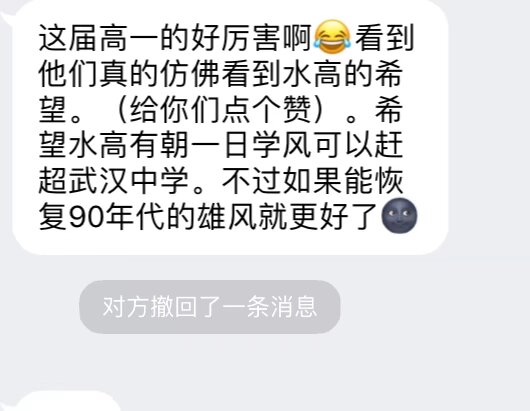 这届高一的好厉害啊😂看到
他们真的仿佛看到水高的希
望。（给你们点个赞）。希
望水高有朝一日学风可以赶
超武汉中学。不过如果能恢
复90年代的雄风就更好了🌚
对方撤回了一条消息